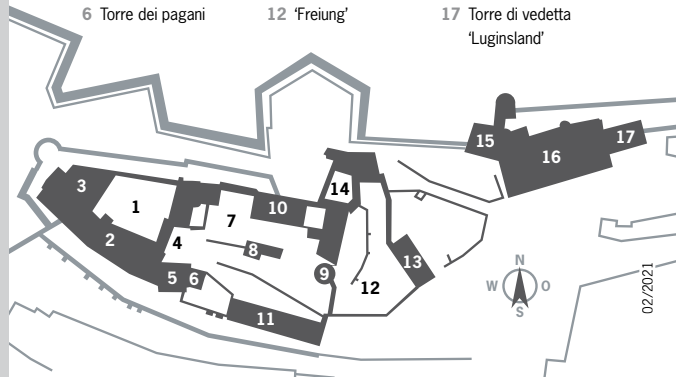 6 Torre dei pagani
12 ‘Freiung’
17 Torre di vedetta
‘Luginsland’
15
17
16
3
14
1
7
10
2
4
8
5
6
9
13
12
11
N
W
O
S
02/2021